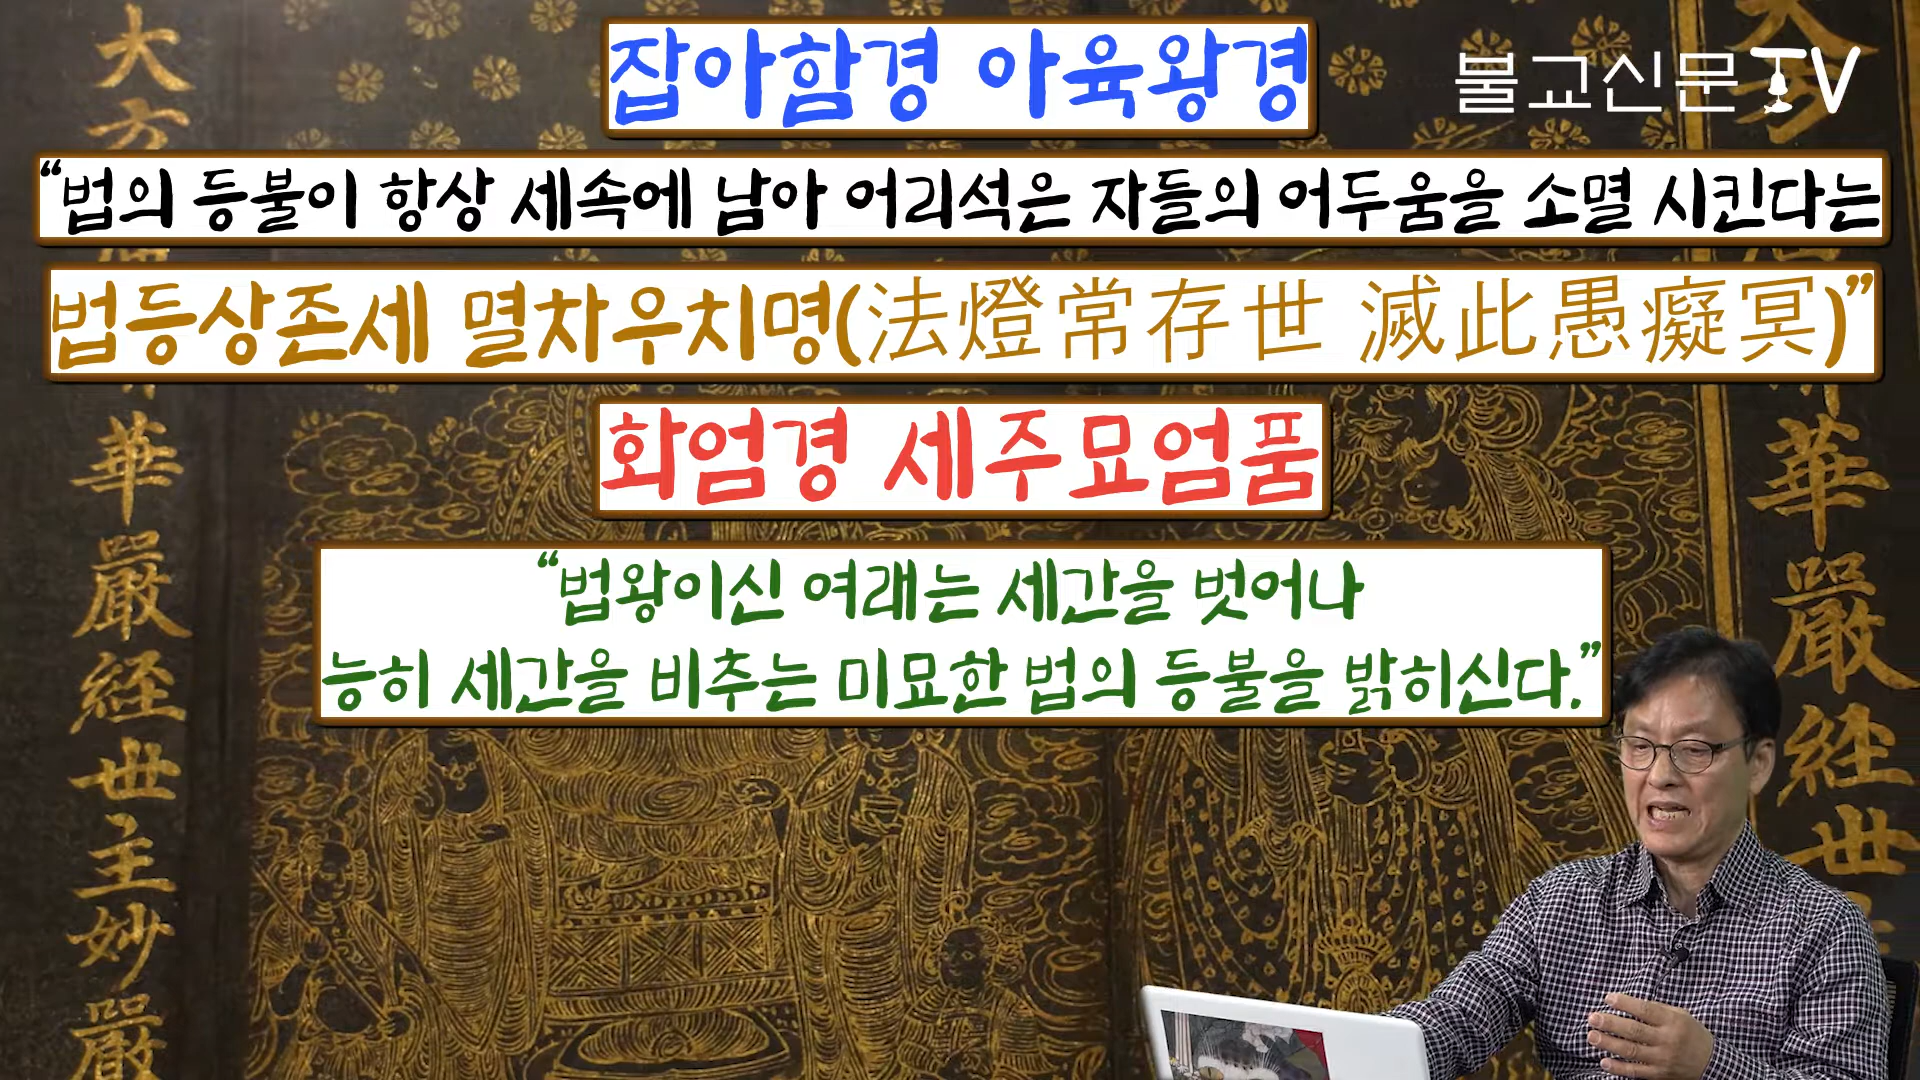 잡아함경 아육왕경
불교신문TV
“법의 등불이 항상 세속에 남아 어리석은 자들의 어두움을 소멸 시킨다는
법등상존세 멸차우치명(法燈常存世 滅此愚癡冥)”
화엄경 세주묘엄품
“법왕이신 여래는 세간을 벗어나
능히 세간을 비추는 미묘한 법의 등불을 밝히신다.”
大方
華嚴經世主妙嚴
大方
華嚴經世